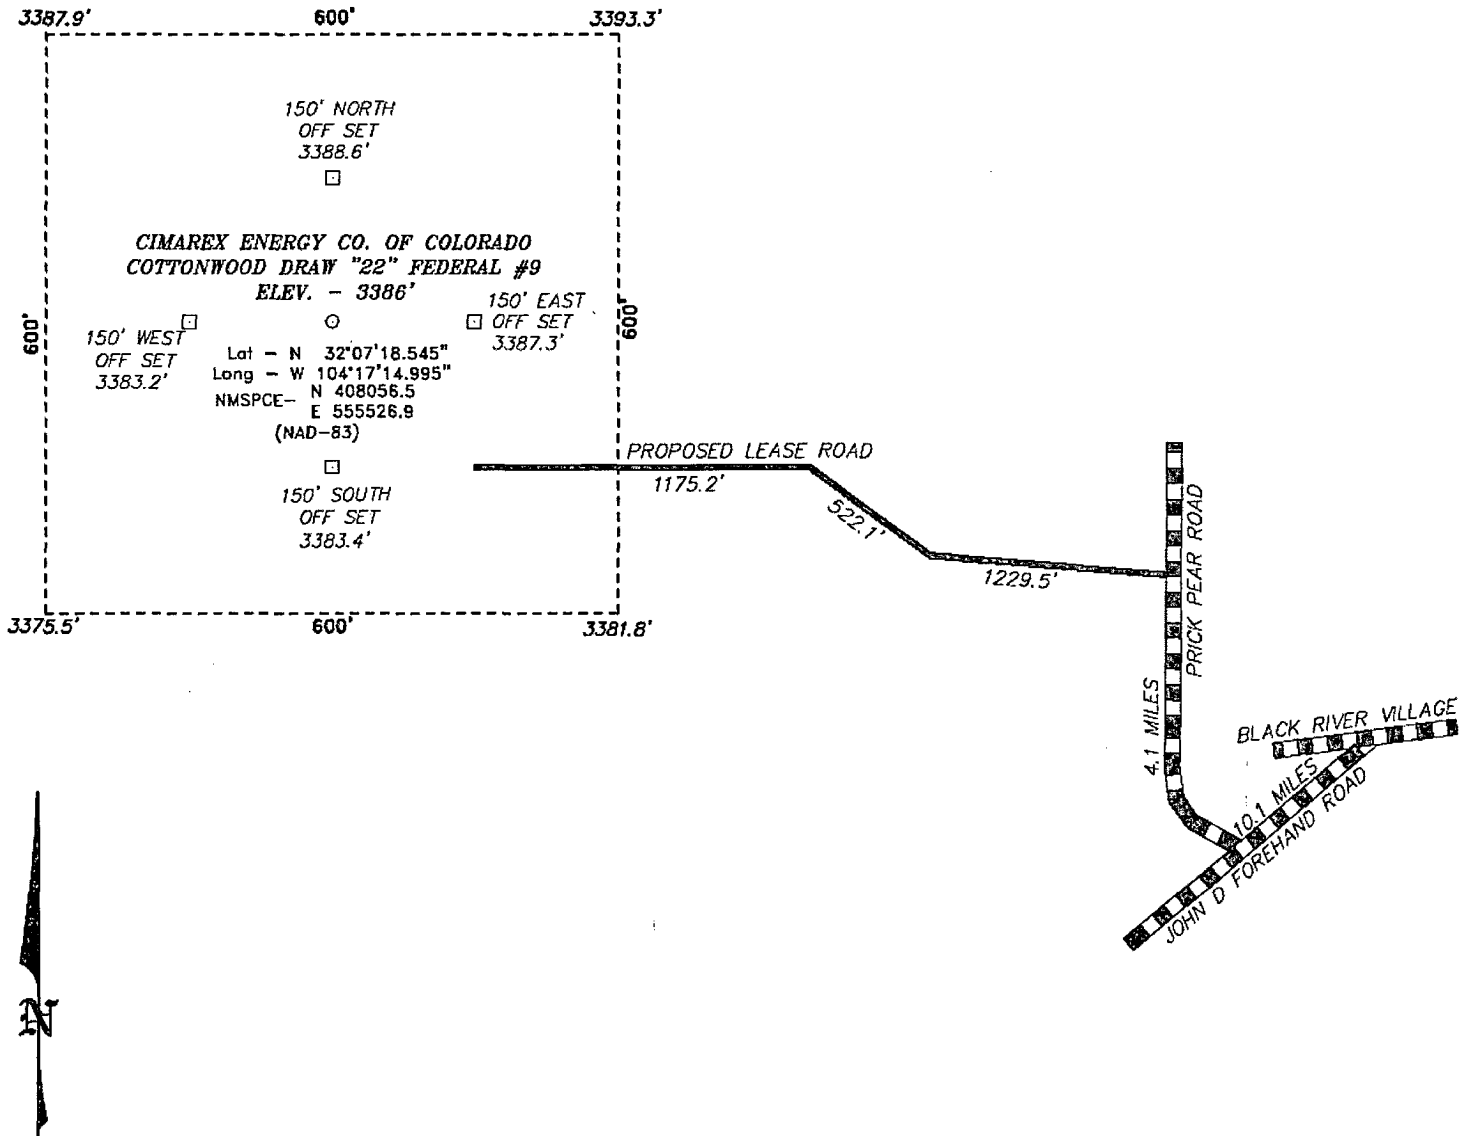 3387.9'
600'
3393.3'
150' NORTH
OFF SET
3388.6'
CIMAREX ENERGY CO. OF COLORADO
COTTONWOOD DRAW "22" FEDERAL #9
ELEV. - 3386'
600'
150' WEST
OFF SET
3383.2'
150' EAST
OFF SET
3387.3'
600'
Lat - N 32°07'18.545"
Long - W 104°17'14.995"
NMSPCE- N 408056.5
E 555526.9
(NAD-83)
150' SOUTH
OFF SET
3383.4'
3375.5'
600'
3381.8'
PROPOSED LEASE ROAD
1175.2'
522.1'
1229.5'
PRICK PEAR ROAD
4.1 MILES
BLACK RIVER VILLAGE
10.1 MILES
JOHN D FOREHAND ROAD
N